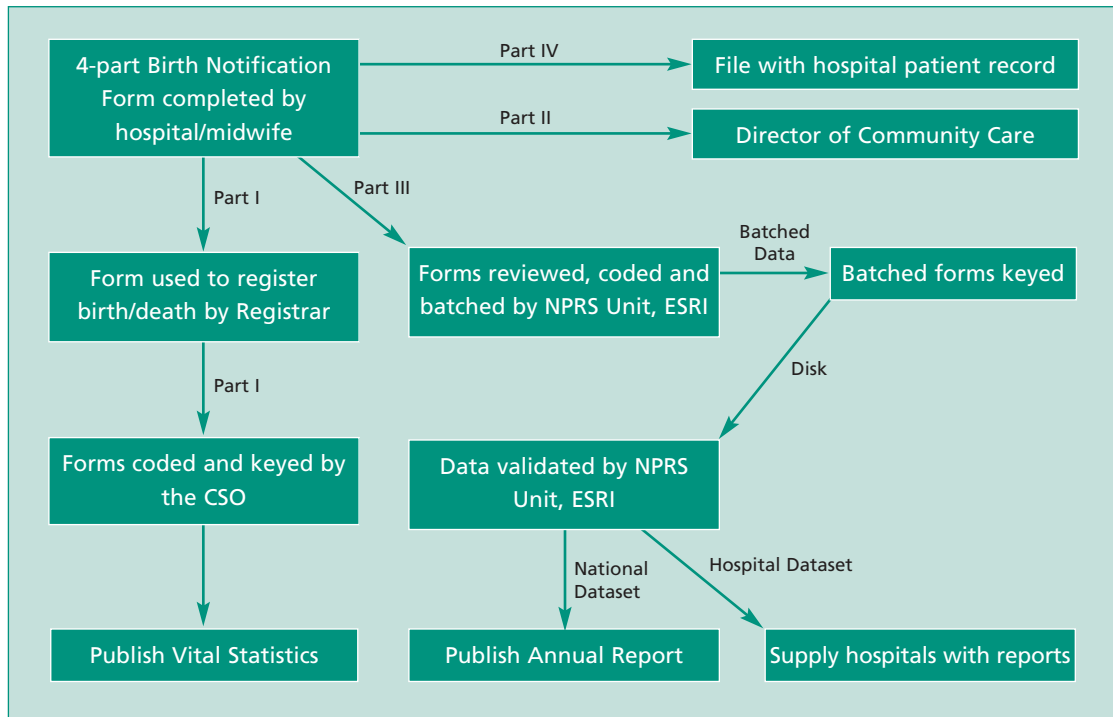 4-part Birth Notification
Form completed by
hospital/midwife
Part IV
File with hospital patient record
Part II
Director of Community Care
Part I
Part III
Form used to register
birth/death by Registrar
Forms reviewed, coded and
batched by NPRS Unit, ESRI
Batched
Data
Batched forms keyed
Part I
Disk
Forms coded and keyed by
the CSO
Data validated by NPRS
Unit, ESRI
National
Dataset
Hospital Dataset
Publish Vital Statistics
Publish Annual Report
Supply hospitals with reports